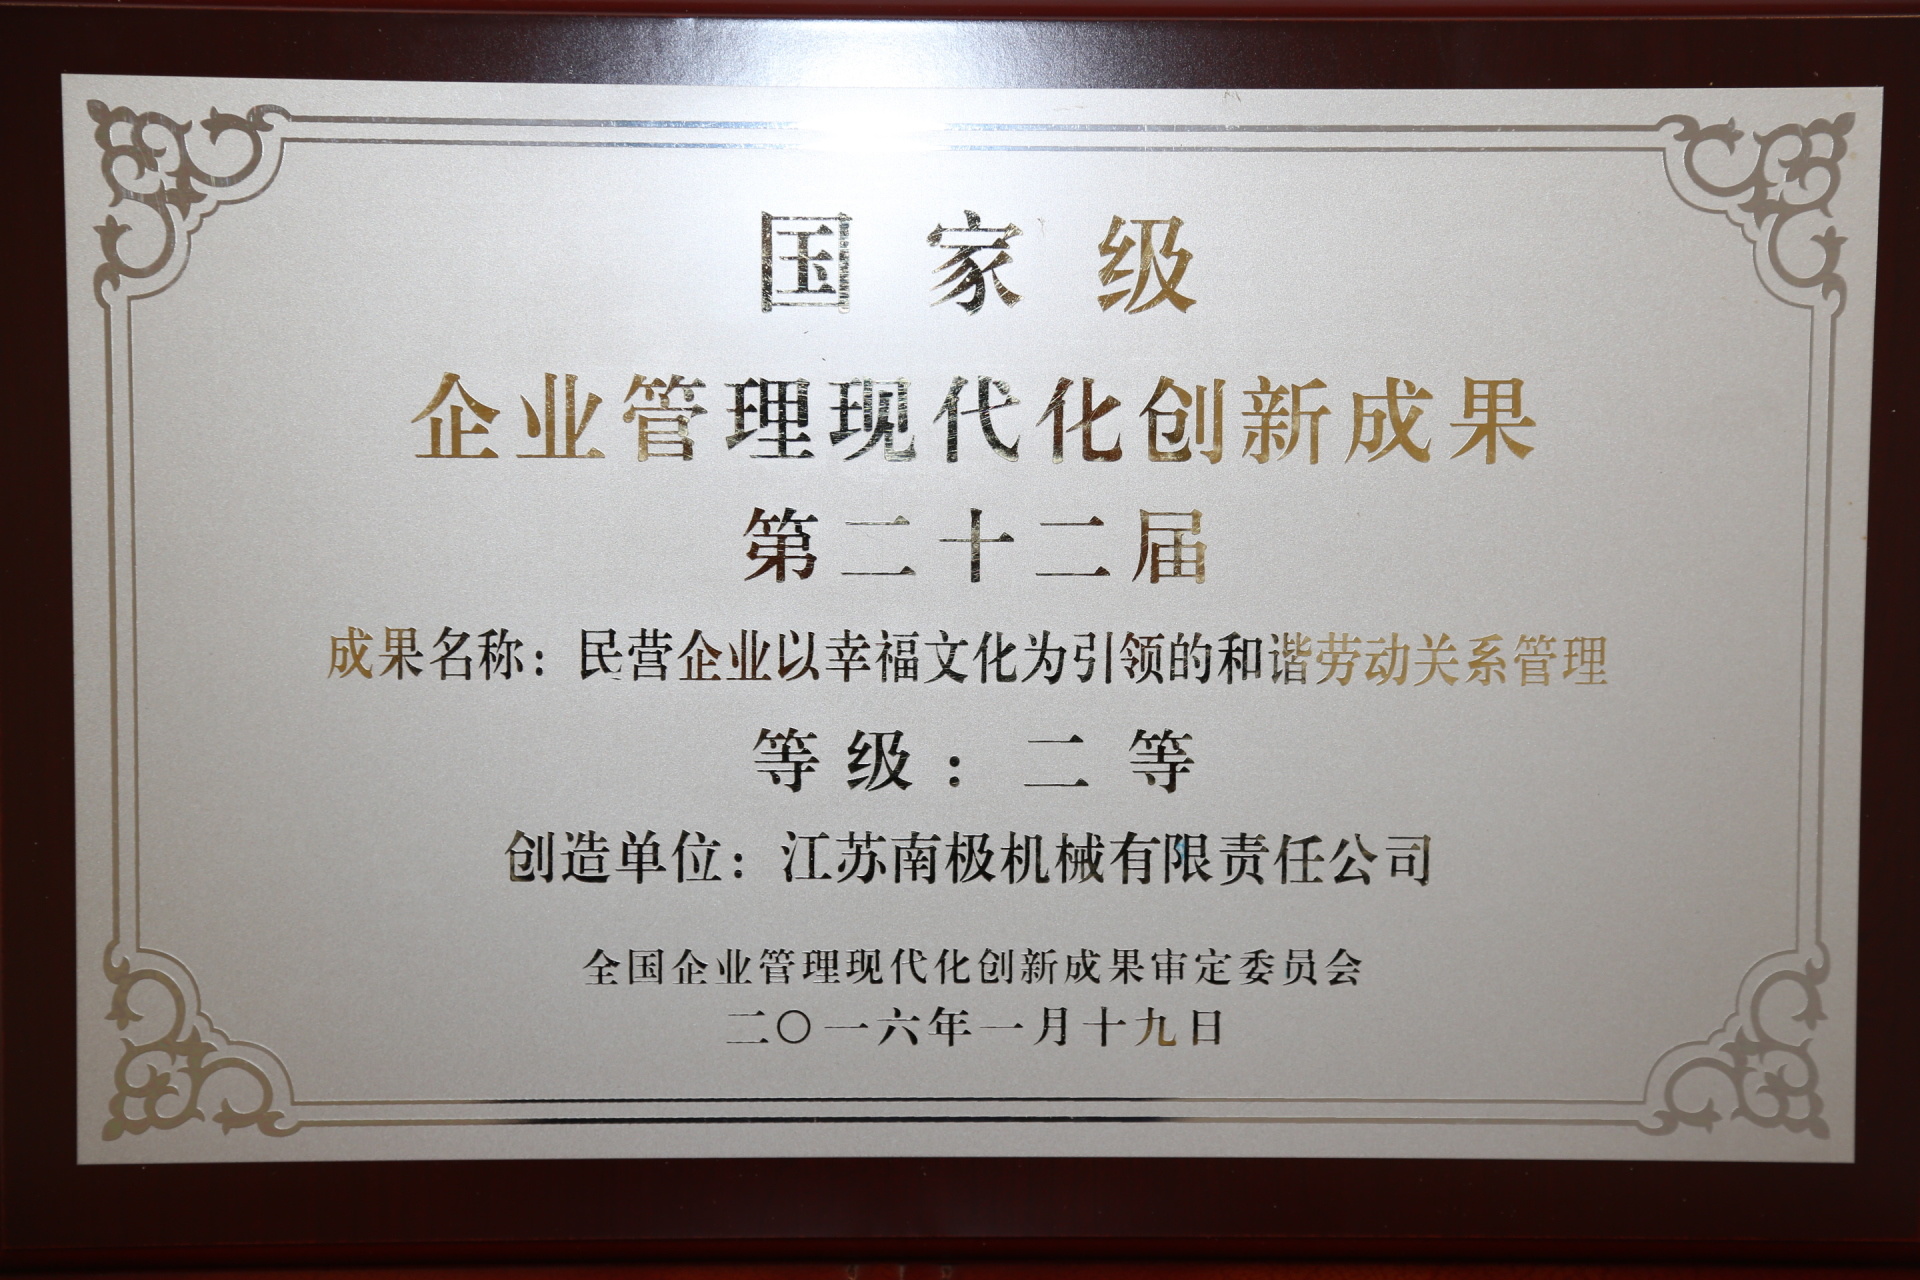 国家级
企业管理现代化创新成果
第二十二届
成果名称：民营企业以幸福文化为引领的和谐劳动关系管理
等级：二等
创造单位：江苏南极机械有限责任公司
全国企业管理现代化创新成果审定委员会
二〇一六年一月十九日